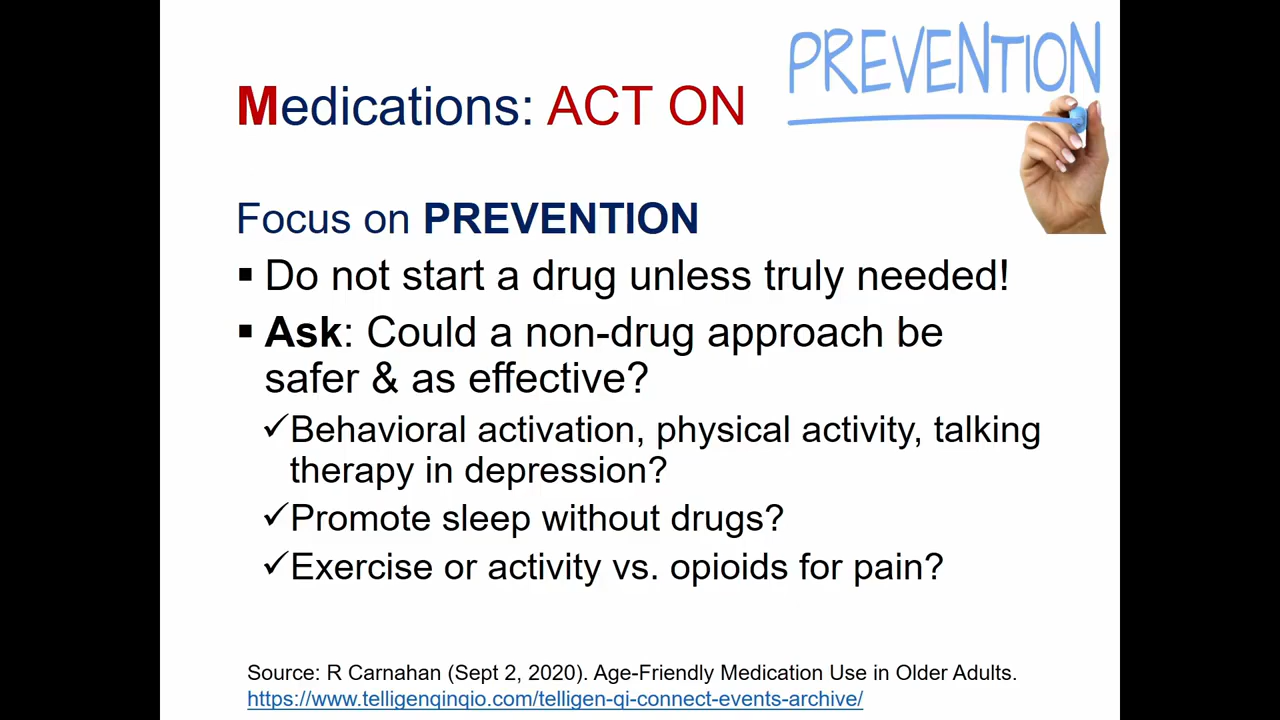 PREVENTION
Medications: ACT ON
Focus on PREVENTION
▪ Do not start a drug unless truly needed!
▪ Ask: Could a non-drug approach be
safer & as effective?
✓Behavioral activation, physical activity, talking
therapy in depression?
✓Promote sleep without drugs?
✓Exercise or activity vs. opioids for pain?
Source: R Carnahan (Sept 2, 2020). Age-Friendly Medication Use in Older Adults.
https://www.telligenqinqio.com/telligen-qi-connect-events-archive/